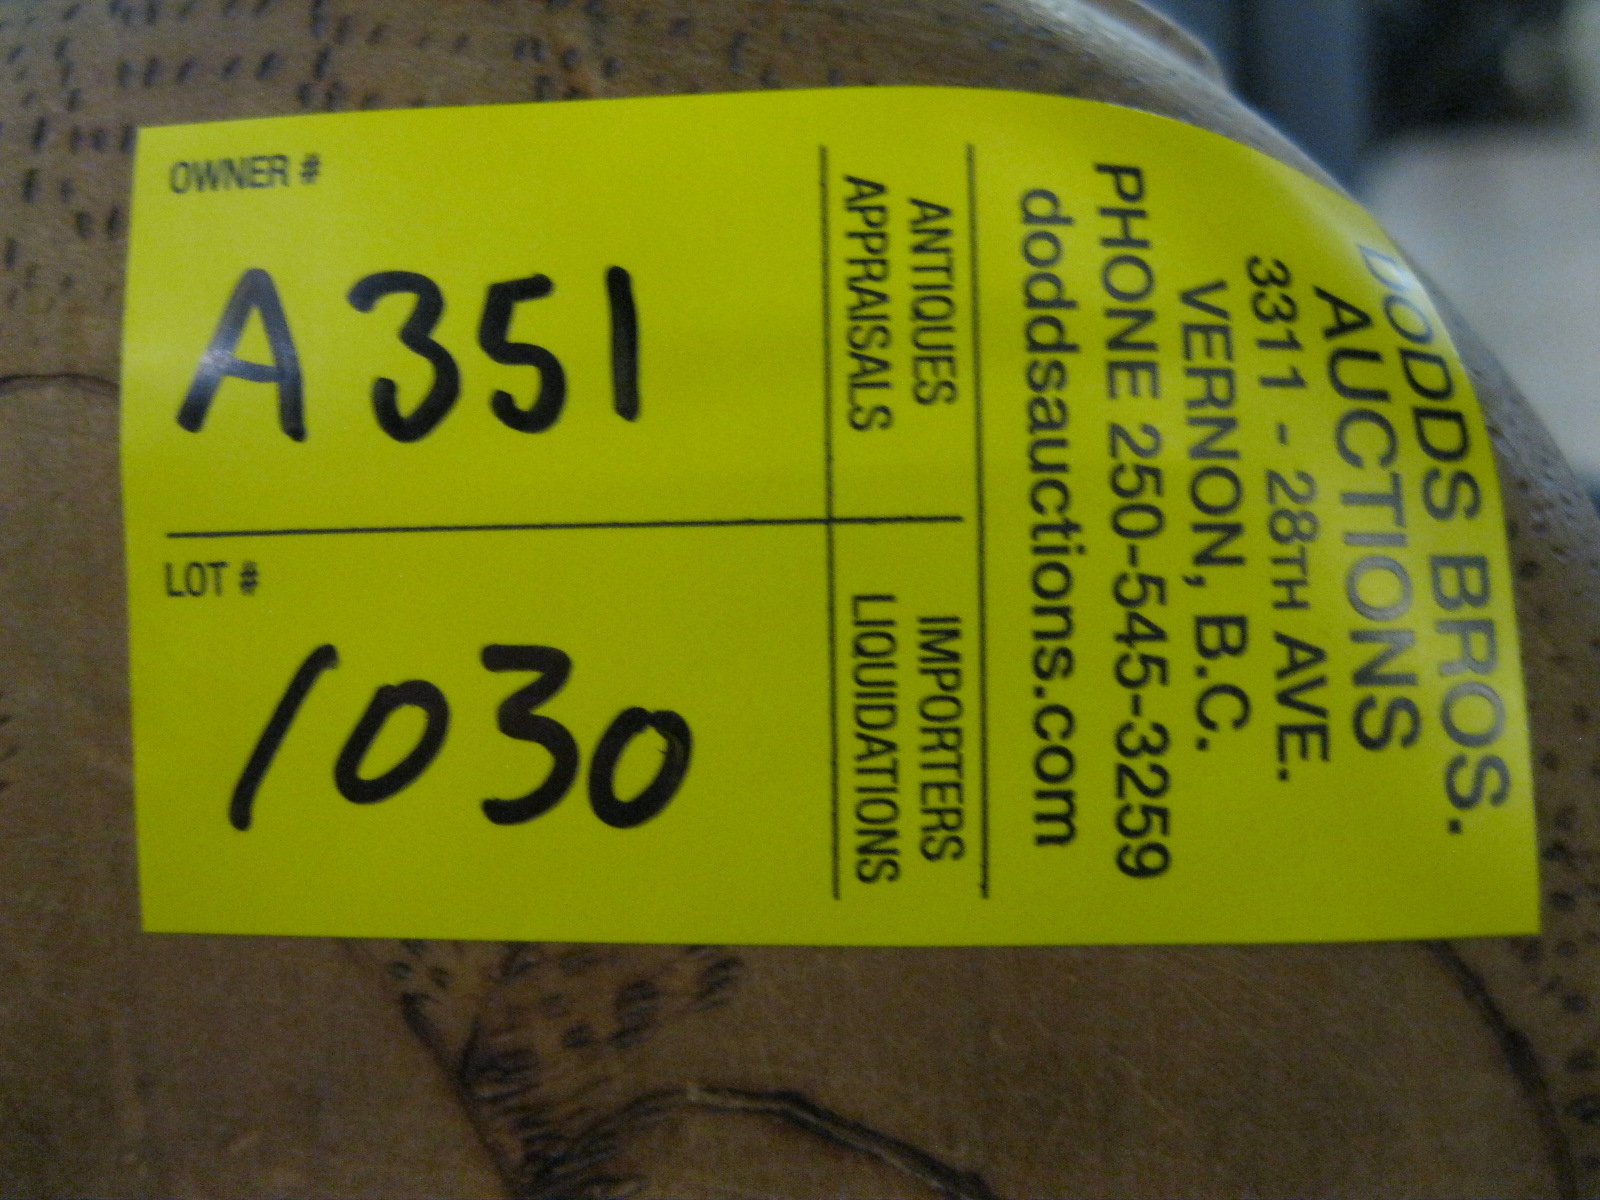 OWNER #
A351
LOT #
1030
ANTIQUES
APPRAISALS
IMPORTERS
LIQUIDATIONS
DODDS BROS.
AUCTIONS
3311 - 28TH AVE.
VERNON, B.C.
PHONE 250-545-3259
doddsauctions.com